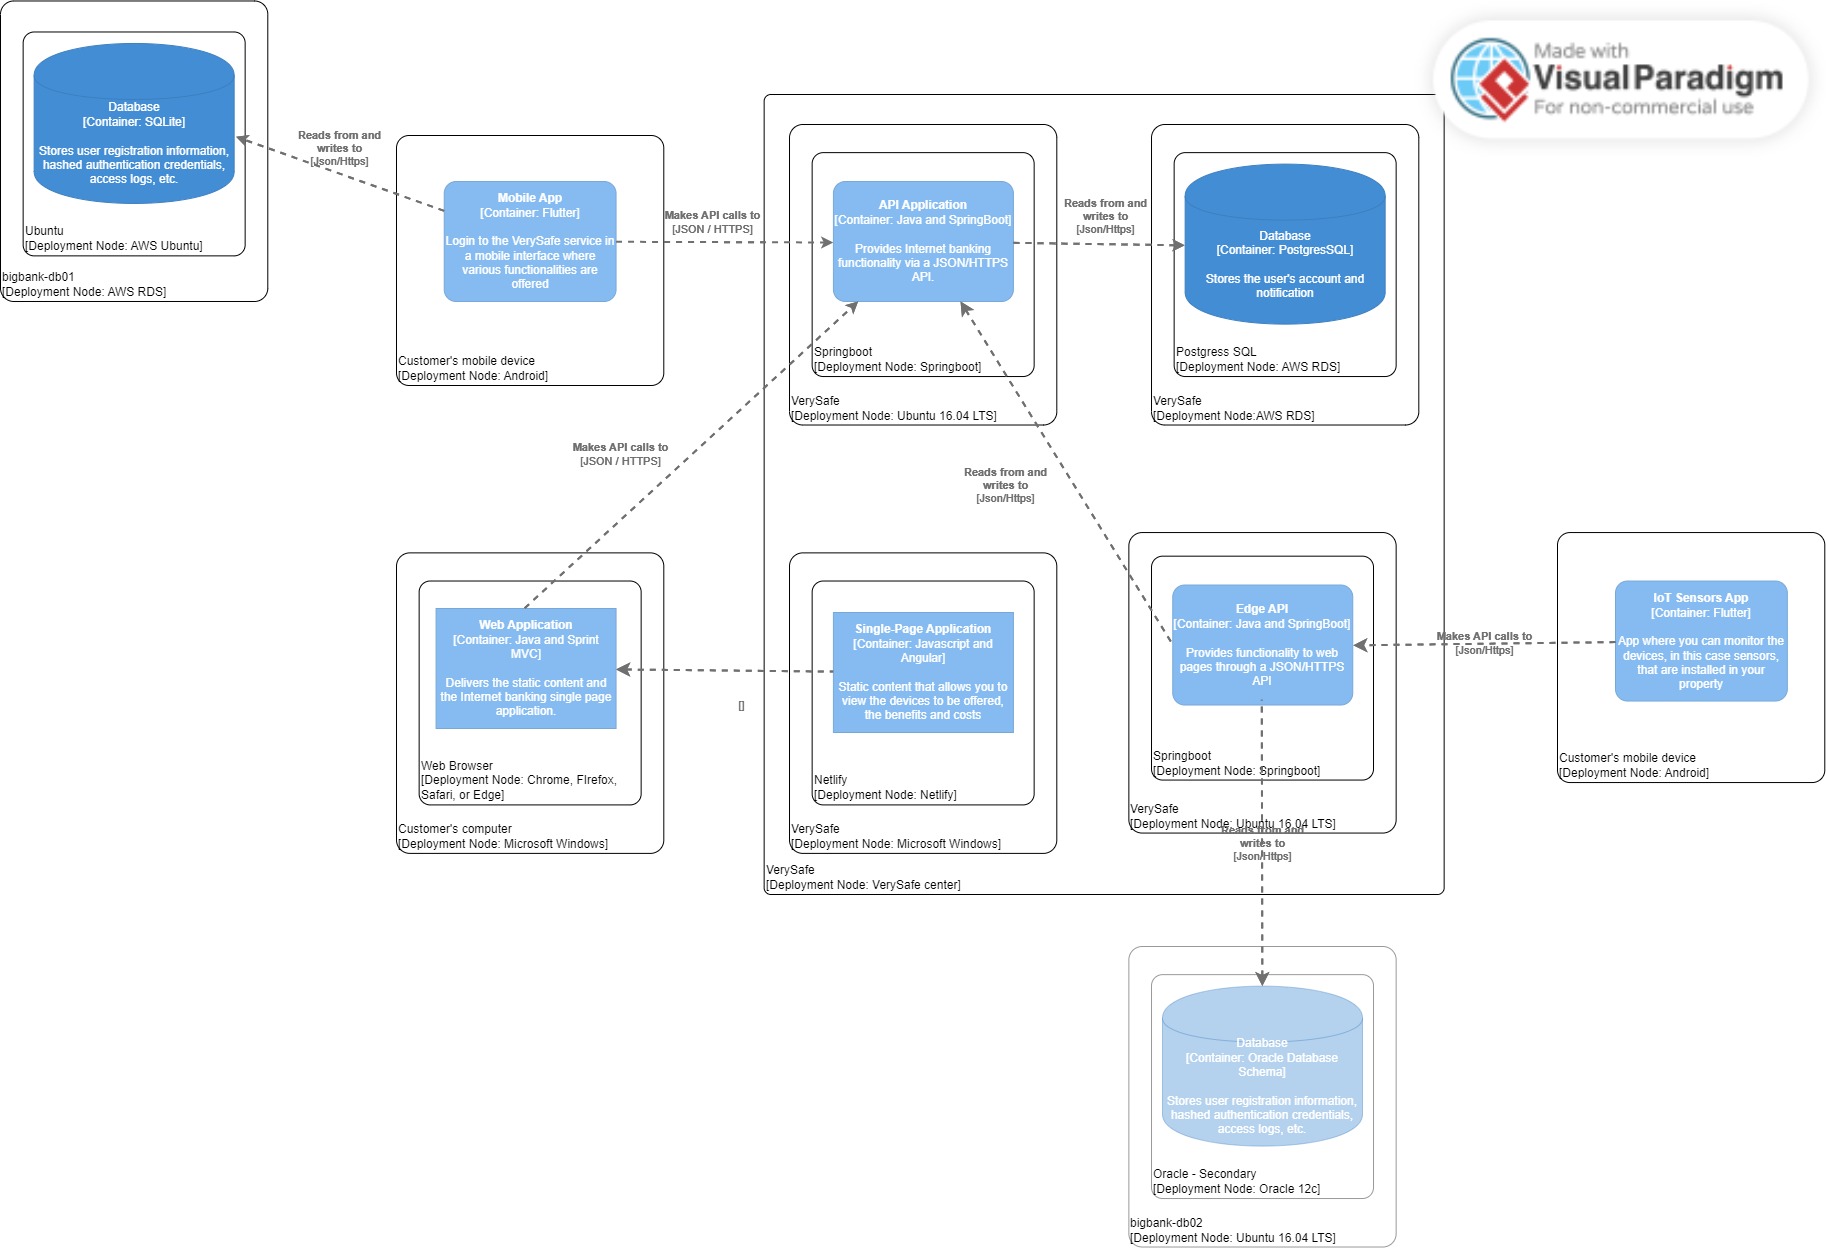 Made with
Visual Paradigm
For non-commercial use
Database
[Container: SQLite]
Stores user registration information,
hashed authentication credentials,
access logs, etc.
Ubuntu
[Deployment Node: AWS Ubuntu]
bigbank-db01
[Deployment Node: AWS RDS]
Reads from and
writes to
[Json/Https]
Mobile App
[Container: Flutter]
Login to the VerySafe service in
a mobile interface where
various functionalities are
offered
Customer's mobile device
[Deployment Node: Android]
Makes API calls to
[JSON / HTTPS]
API Application
[Container: Java and SpringBoot]
Provides Internet banking
functionality via a JSON/HTTPS
API.
Springboot
[Deployment Node: Springboot]
VerySafe
[Deployment Node: Ubuntu 16.04 LTS]
Reads from and
writes to
[Json/Https]
Database
[Container: PostgresSQL]
Stores the user's account and
notification
Postgress SQL
[Deployment Node: AWS RDS]
VerySafe
[Deployment Node:AWS RDS]
Makes API calls to
[JSON / HTTPS]
Reads from and
writes to
[Json/Https]
Web Application
[Container: Java and Sprint
MVC]
Delivers the static content and
the Internet banking single page
application.
Web Browser
[Deployment Node: Chrome, FIrefox,
Safari, or Edge]
Customer's computer
[Deployment Node: Microsoft Windows]
[]
Single-Page Application
[Container: Javascript and
Angular]
Static content that allows you to
view the devices to be offered,
the benefits and costs
Netlify
[Deployment Node: Netlify]
VerySafe
[Deployment Node: Microsoft Windows]
VerySafe
[Deployment Node: VerySafe center]
Edge API
[Container: Java and SpringBoot]
Provides functionality to web
pages through a JSON/HTTPS
API
Springboot
[Deployment Node: Springboot]
VerySafe
[Deployment Node: Ubuntu 16.04 LTS]
Reads from and
writes to
[Json/Https]
Makes API calls to
[Json/Https]
IoT Sensors App
[Container: Flutter]
App where you can monitor the
devices, in this case sensors,
that are installed in your
property
Customer's mobile device
[Deployment Node: Android]
Database
[Container: Oracle Database
Schema]
Stores user registration information,
hashed authentication credentials,
access logs, etc.
Oracle - Secondary
[Deployment Node: Oracle 12c]
bigbank-db02
[Deployment Node: Ubuntu 16.04 LTS]